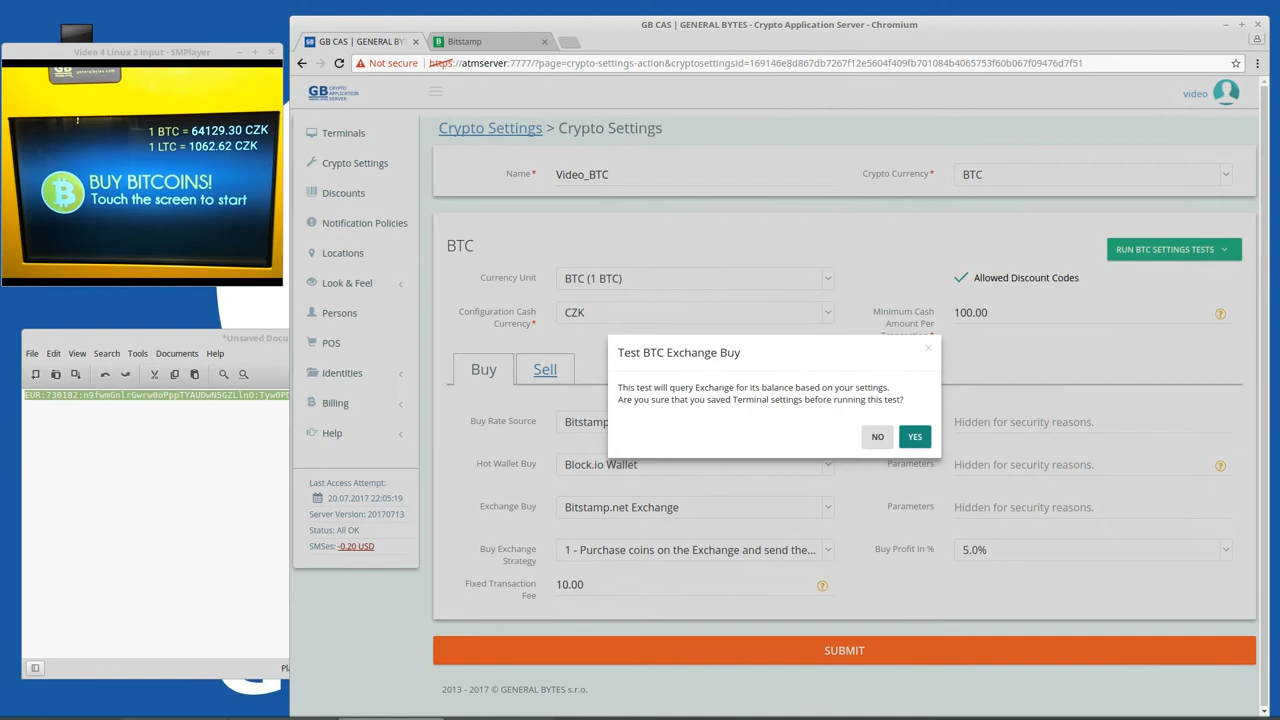 GB CAS | GENERAL BYTES - Crypto Application Server - Chromium
GB CAS | GENERAL BYT
Bitstamp
Not secure
https://atmserver:7777/?page=crypto-settings-action&cryptosettingsid=169146e8d867db7267f12e5604f409fb701084b4065753f60b067f09476d7f51
Video 4 Linux 2 input - SMPlayer
GB
generalbytes.com
1 BTC = 64129.30 CZK
1 LTC = 1062.62 CZK
BUY BITCOINS!
Touch the screen to start
*Unsaved Docu
File Edit View Search Tools Documents Help
GB CRYPTO APPLICATION SERVER
video
Terminals
Crypto Settings
Discounts
Notification Policies
Locations
Look & Feel
Persons
POS
Identities
Billing
Help
Last Access Attempt:
20.07.2017 22:05:19
Server Version: 20170713
Status: All OK
SMSes: -0.20 USD
Crypto Settings > Crypto Settings
Name* Video_BTC
Crypto Currency* BTC
BTC
RUN BTC SETTINGS TESTS
Currency Unit BTC (1 BTC)
Allowed Discount Codes
Configuration Cash Currency* CZK
Minimum Cash Amount Per
100.00
Buy
Sell
Test BTC Exchange Buy
This test will query Exchange for its balance based on your settings.
Are you sure that you saved Terminal settings before running this test?
NO
YES
Buy Rate Source Bitstamp
Hidden for security reasons.
Hot Wallet Buy Block.io Wallet
Parameters Hidden for security reasons.
Exchange Buy Bitstamp.net Exchange
Parameters Hidden for security reasons.
Buy Exchange Strategy 1 - Purchase coins on the Exchange and send the...
Buy Profit In % 5.0%
Fixed Transaction Fee 10.00
SUBMIT
2013 - 2017 © GENERAL BYTES s.r.o.